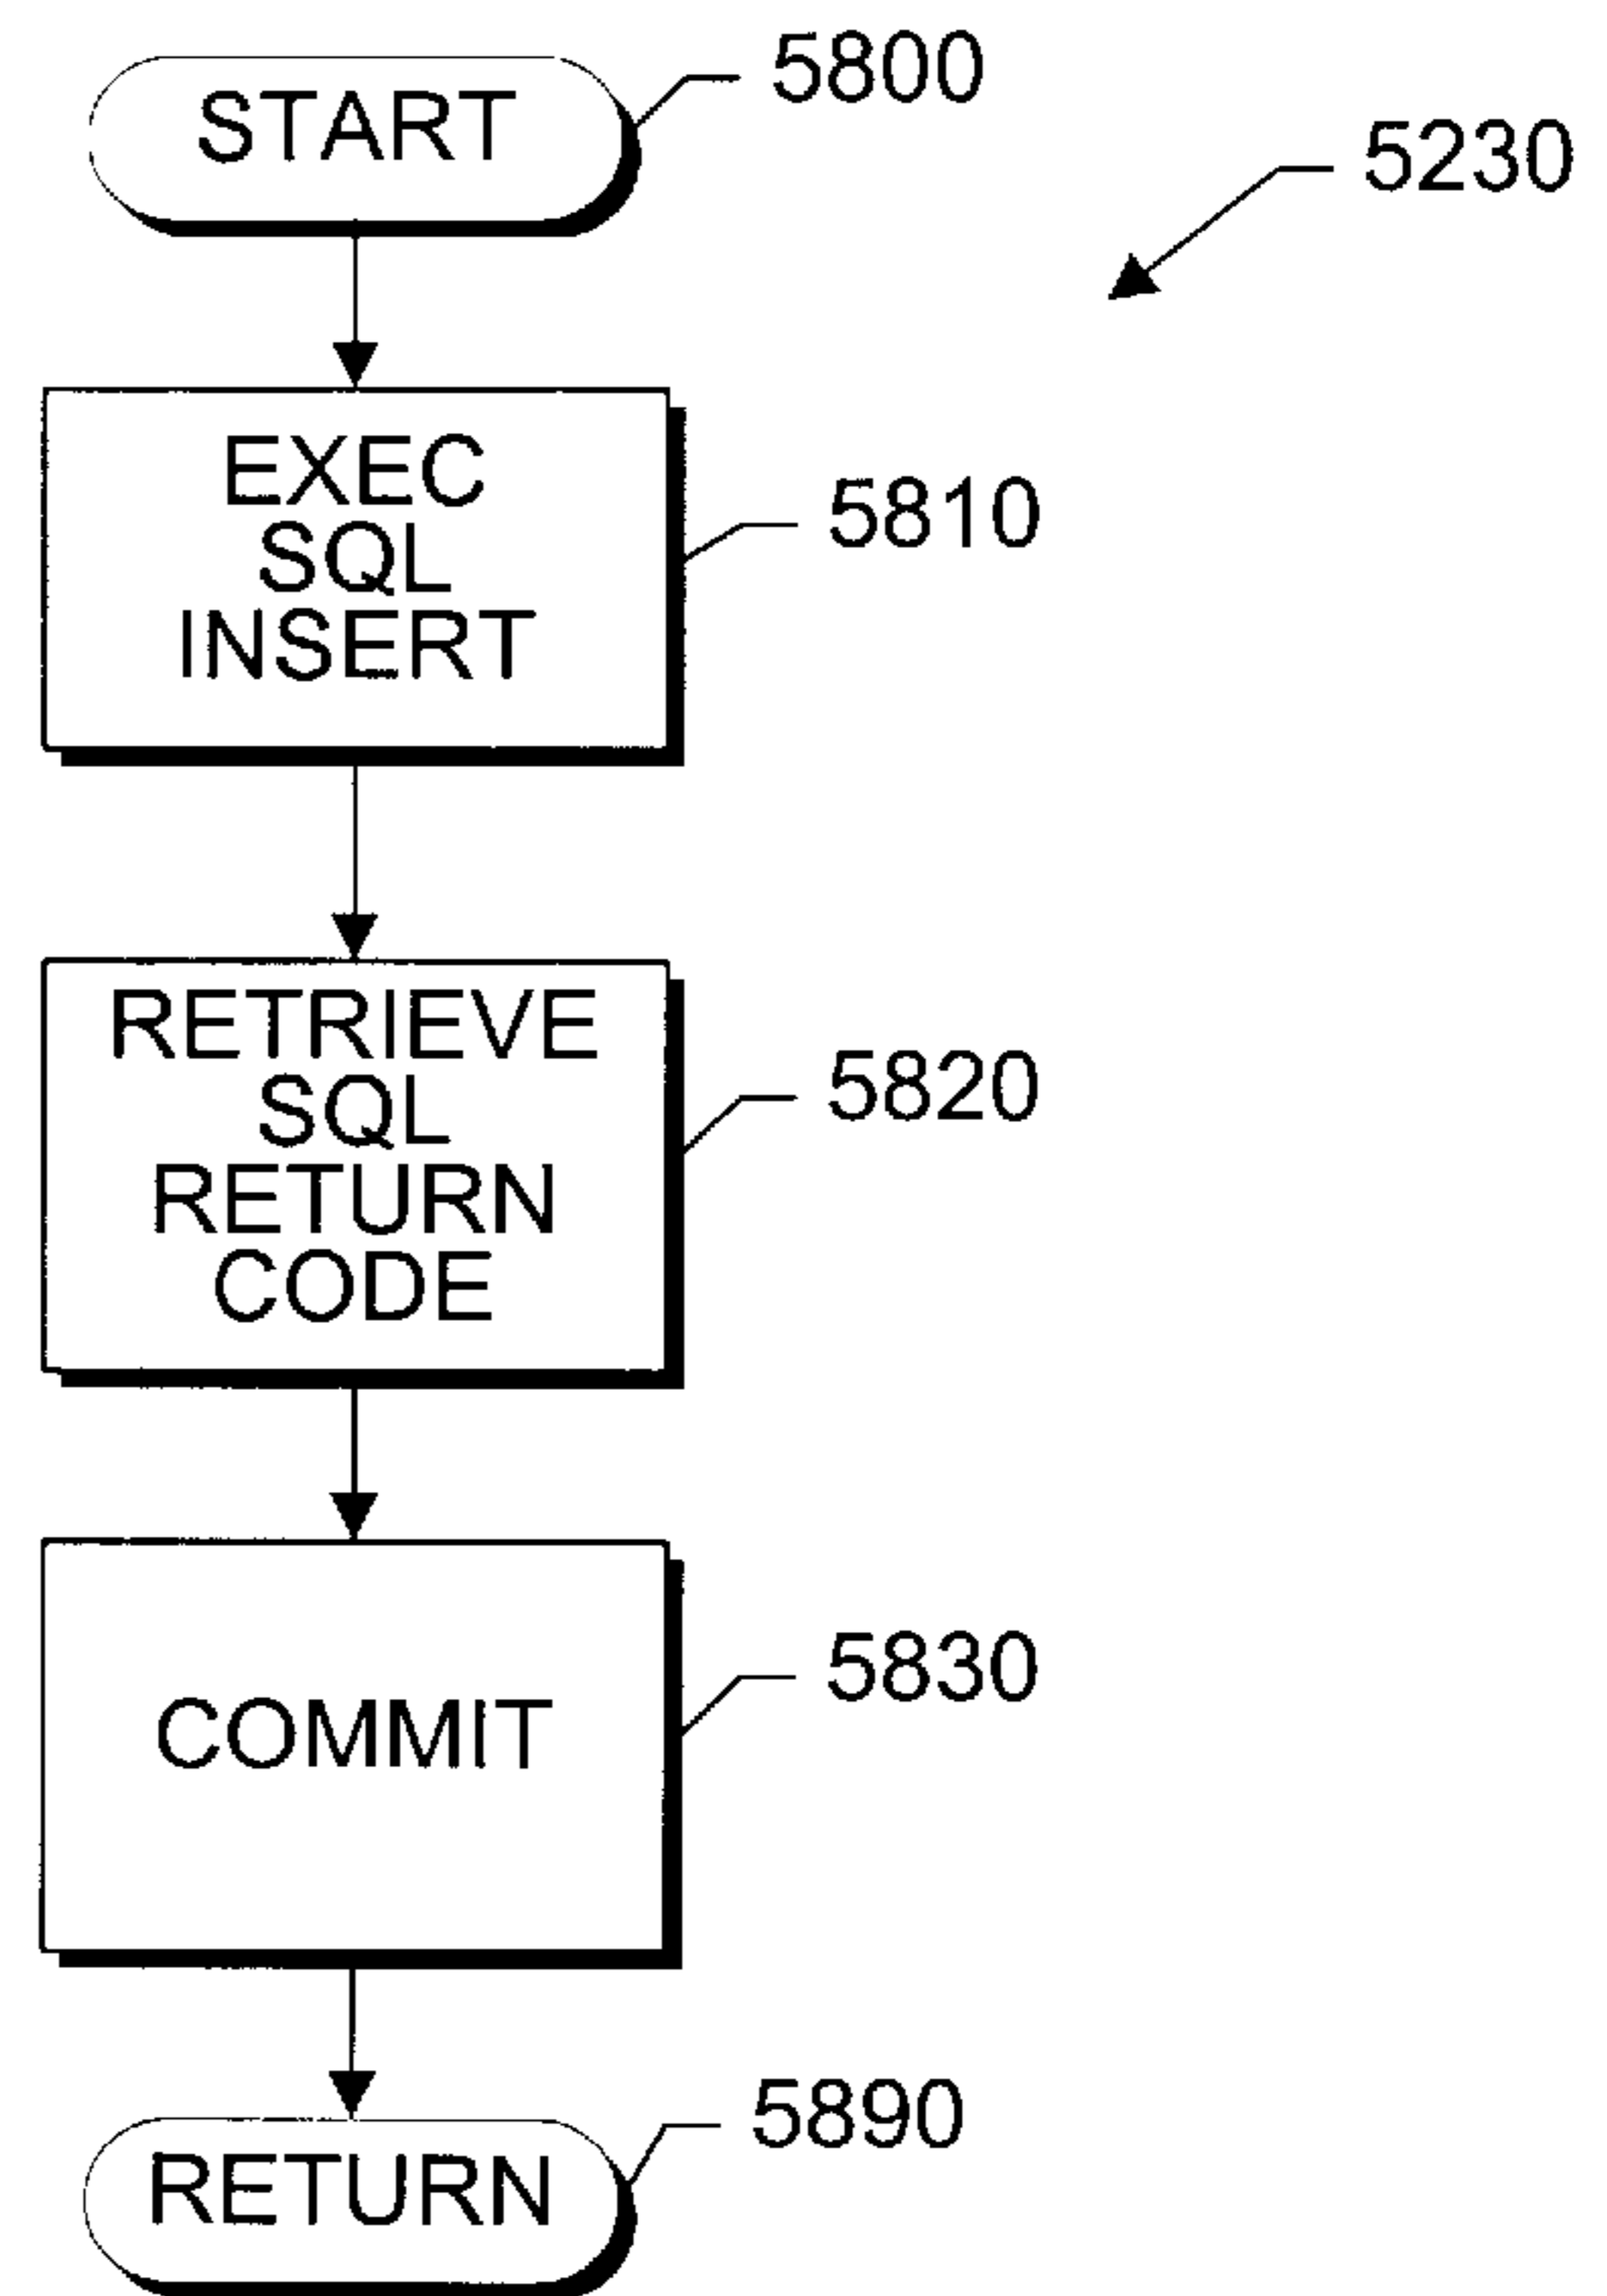 START
5800
5230
EXEC
SQL
INSERT
5810
RETRIEVE
SQL
RETURN
CODE
5820
COMMIT
5830
RETURN
5890